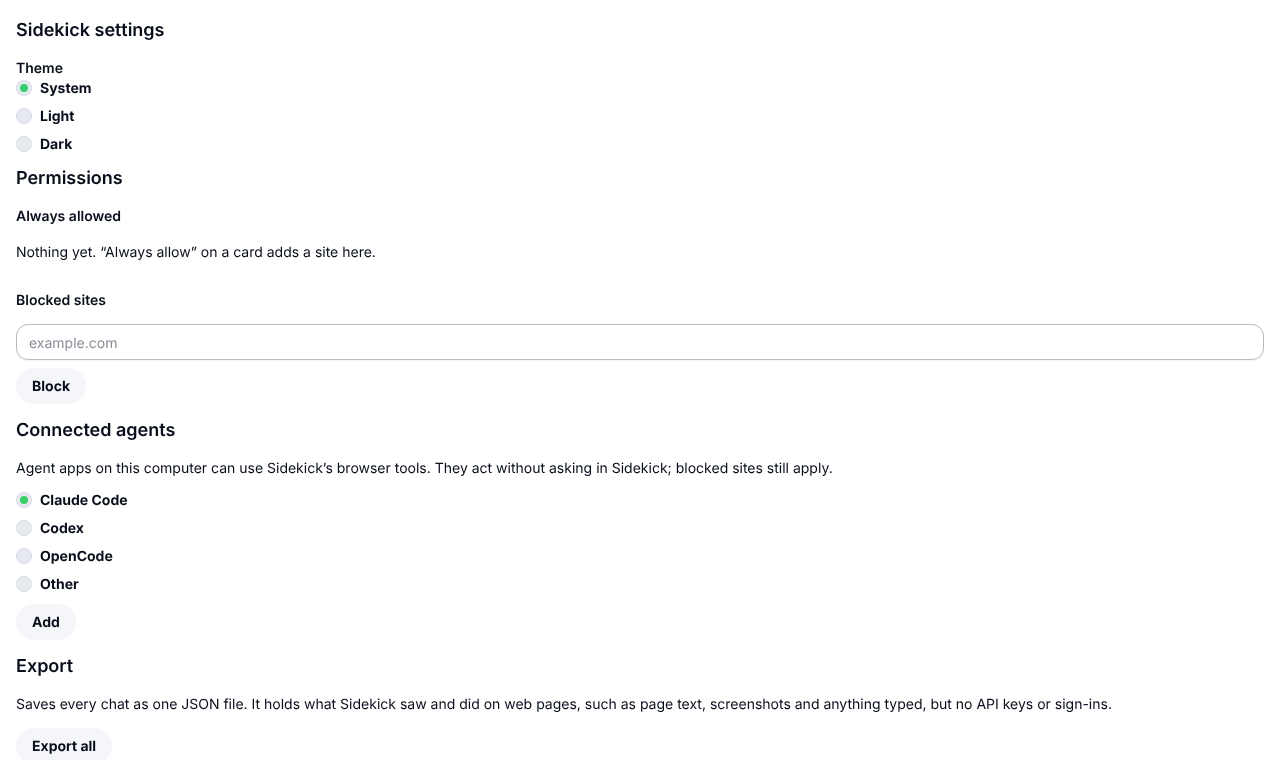 Sidekick settings
Theme
System
Light
Dark
Permissions
Always allowed
Nothing yet. “Always allow” on a card adds a site here.
Blocked sites
example.com
Block
Connected agents
Agent apps on this computer can use Sidekick’s browser tools. They act without asking in Sidekick; blocked sites still apply.
Claude Code
Codex
OpenCode
Other
Add
Export
Saves every chat as one JSON file. It holds what Sidekick saw and did on web pages, such as page text, screenshots and anything typed, but no API keys or sign-ins.
Export all